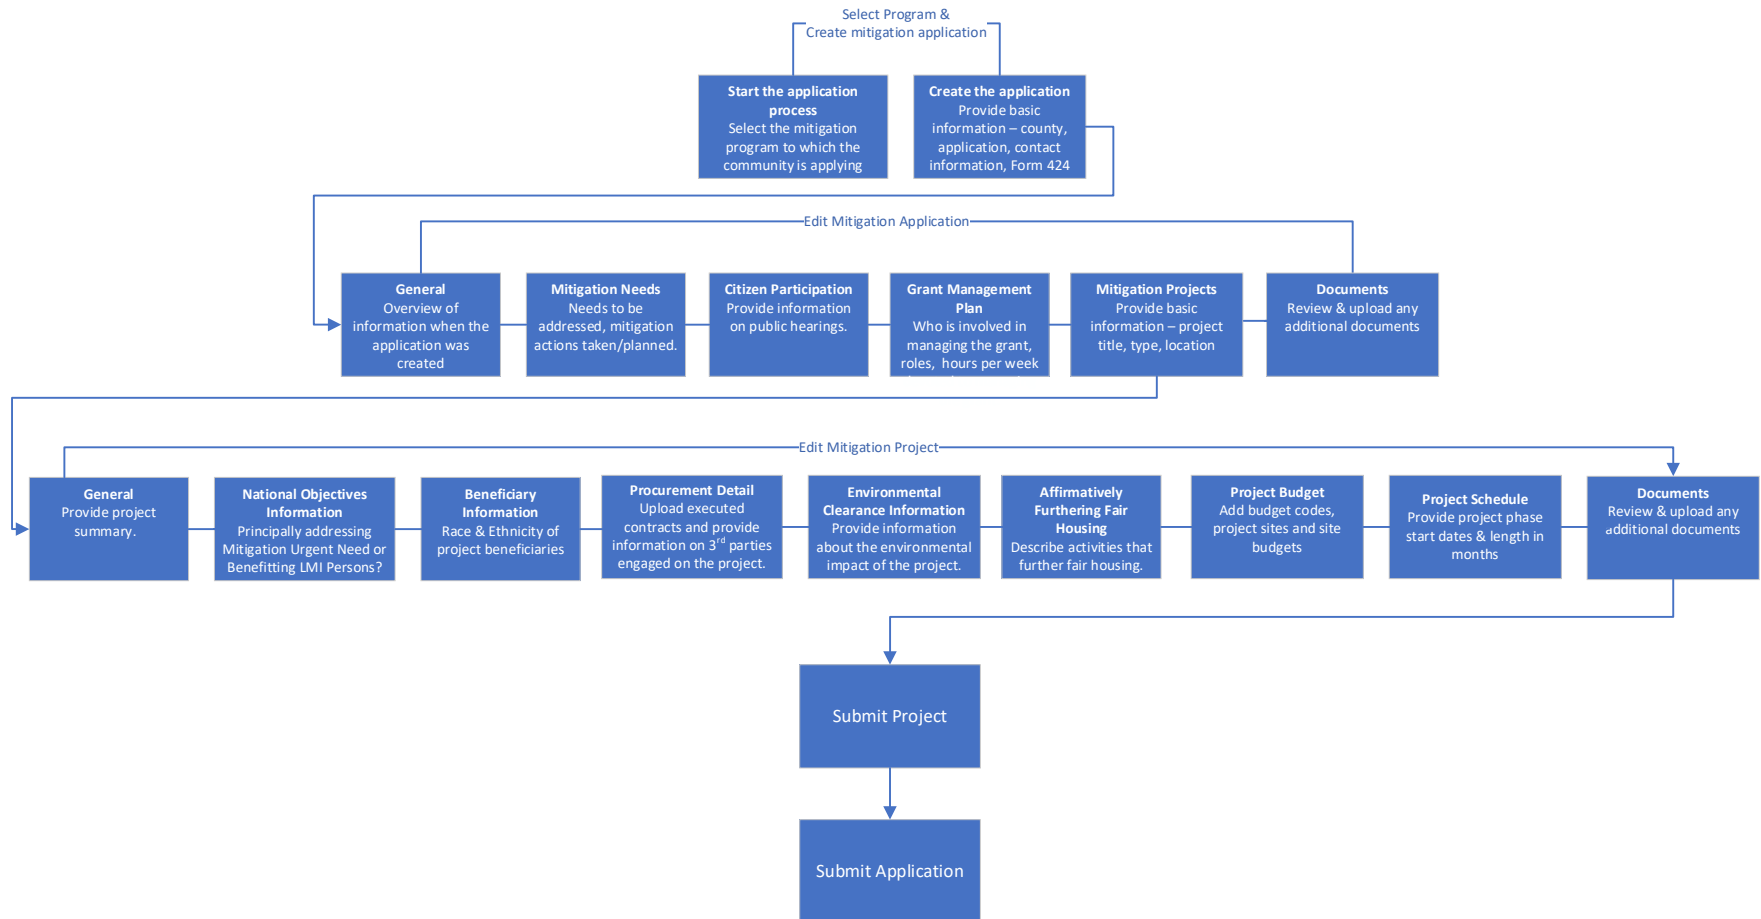 Select Program &
Create mitigation application
Start the application
process
Select the mitigation
program to which the
community is applying
Create the application
Provide basic
information – county,
application, contact
information, Form 424
Edit Mitigation Application
General
Overview of
information when the
application was
created
Mitigation Needs
Needs to be
addressed, mitigation
actions taken/planned.
Citizen Participation
Provide information
on public hearings.
Grant Management
Plan
Who is involved in
managing the grant,
roles, hours per week
Mitigation Projects
Provide basic
information – project
title, type, location
Documents
Review & upload any
additional documents
Edit Mitigation Project
General
Provide project
summary.
National Objectives
Information
Principally addressing
Mitigation Urgent Need or
Benefitting LMI Persons?
Beneficiary
Information
Race & Ethnicity of
project beneficiaries
Procurement Detail
Upload executed
contracts and provide
information on 3rd parties
engaged on the project.
Environmental
Clearance Information
Provide information
about the environmental
impact of the project.
Affirmatively
Furthering Fair
Housing
Describe activities that
further fair housing.
Project Budget
Add budget codes,
project sites and site
budgets
Project Schedule
Provide project phase
start dates & length in
months
Documents
Review & upload any
additional documents
Submit Project
Submit Application